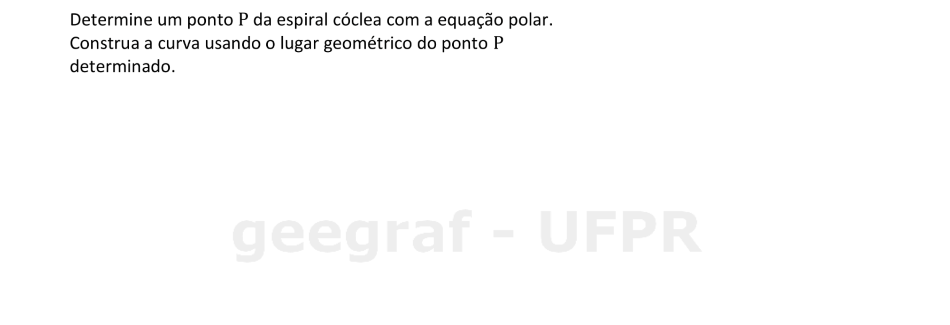 Determine um ponto P da espiral cóclea com a equação polar.
Construa a curva usando o lugar geométrico do ponto P
determinado.
geegraf - UFPR